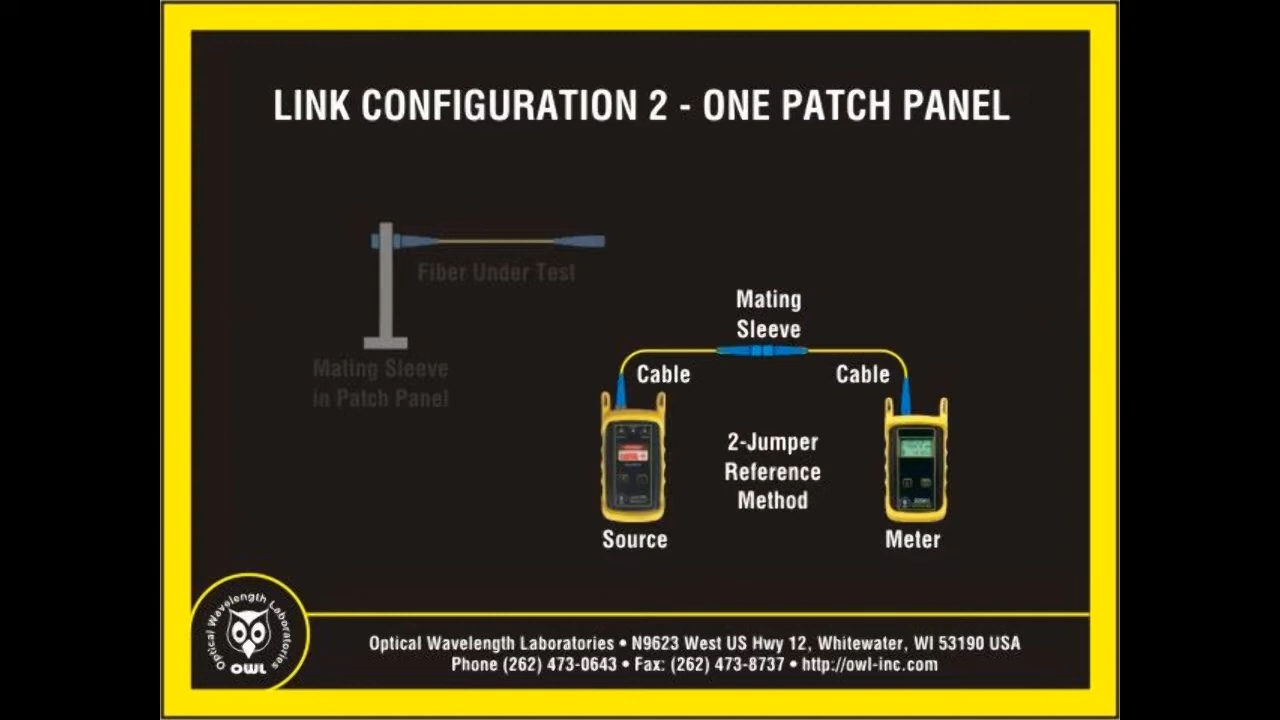 LINK CONFIGURATION 2 - ONE PATCH PANEL
Fiber Under Test
Mating Sleeve
in Patch Panel
Mating
Sleeve
Cable
Cable
2-Jumper
Reference
Method
Source
Meter
Optical Wavelength Laboratories
OWL
Optical Wavelength Laboratories • N9623 West US Hwy 12, Whitewater, WI 53190 USA
Phone (262) 473-0643 • Fax: (262) 473-8737 • http://owl-inc.com